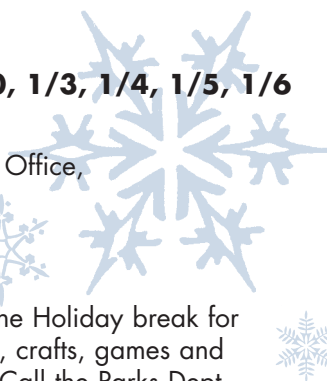 0, 1/3, 1/4, 1/5, 1/6
Office,
he Holiday break for
, crafts, games and
Call the Parks Dept.